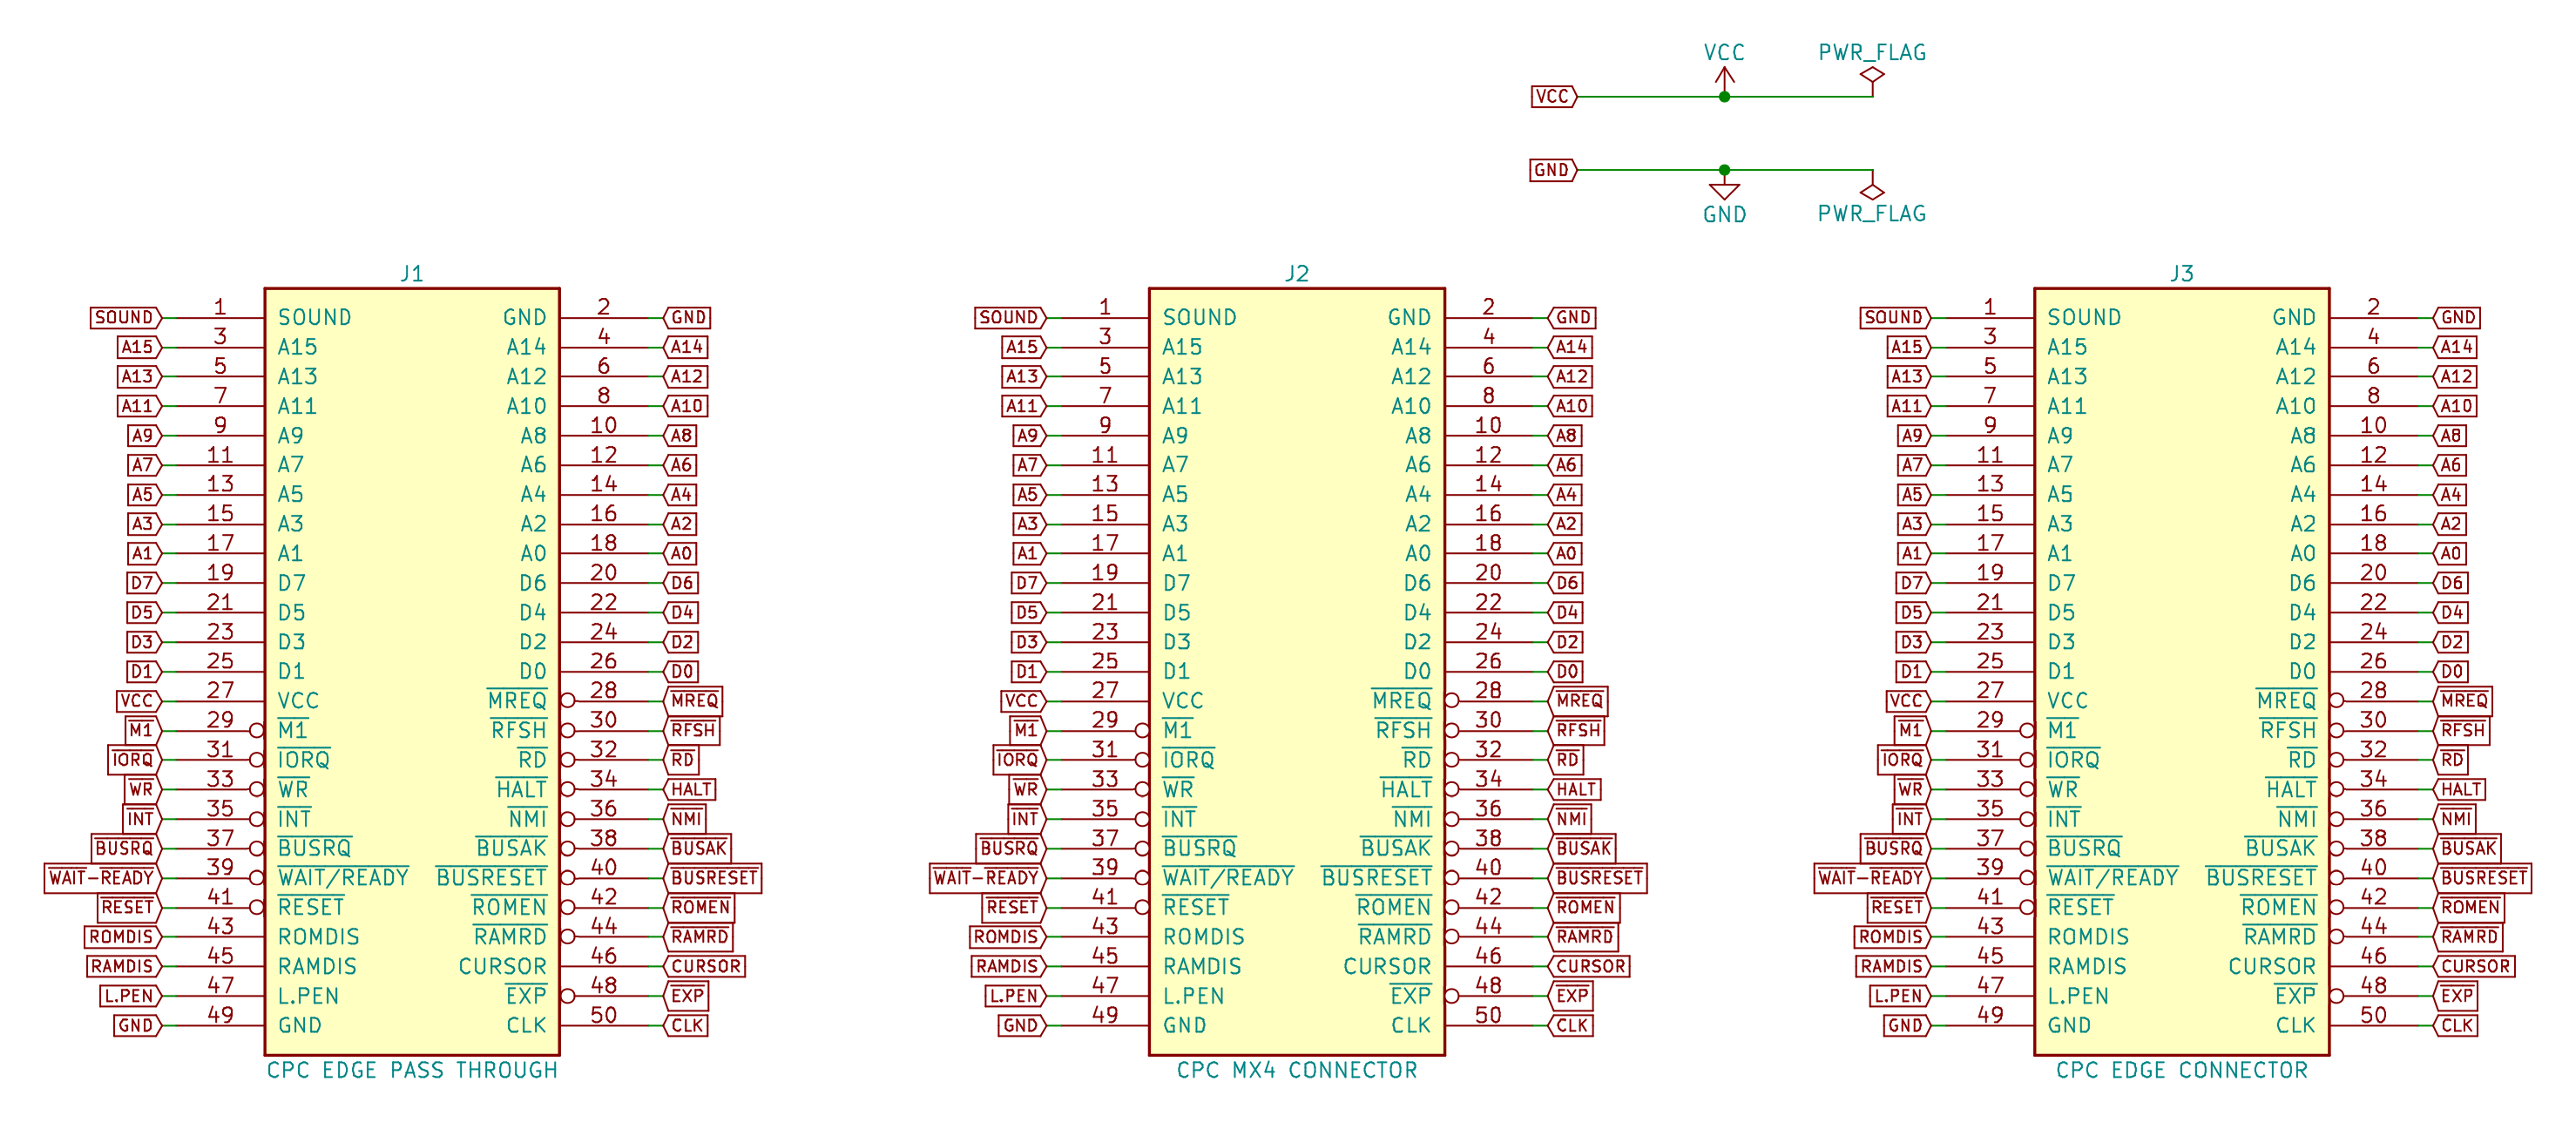 VCC PWR_FLAG
VCC
GND
GND PWR_FLAG
J1
SOUND 1 SOUND GND 2 GND
A15 3 A15 A14 4 A14
A13 5 A13 A12 6 A12
A11 7 A11 A10 8 A10
A9 9 A9 A8 10 A8
A7 11 A7 A6 12 A6
A5 13 A5 A4 14 A4
A3 15 A3 A2 16 A2
A1 17 A1 A0 18 A0
D7 19 D7 D6 20 D6
D5 21 D5 D4 22 D4
D3 23 D3 D2 24 D2
D1 25 D1 D0 26 D0
VCC 27 VCC MREQ 28 MREQ
M1 29 M1 RFSH 30 RFSH
IORQ 31 IORQ RD 32 RD
WR 33 WR HALT 34 HALT
INT 35 INT NMI 36 NMI
BUSRQ 37 BUSRQ BUSAK 38 BUSAK
WAIT-READY 39 WAIT/READY BUSRESET 40 BUSRESET
RESET 41 RESET ROMEN 42 ROMEN
ROMDIS 43 ROMDIS RAMRD 44 RAMRD
RAMDIS 45 RAMDIS CURSOR 46 CURSOR
L.PEN 47 L.PEN EXP 48 EXP
GND 49 GND CLK 50 CLK
CPC EDGE PASS THROUGH
J2
SOUND 1 SOUND GND 2 GND
A15 3 A15 A14 4 A14
A13 5 A13 A12 6 A12
A11 7 A11 A10 8 A10
A9 9 A9 A8 10 A8
A7 11 A7 A6 12 A6
A5 13 A5 A4 14 A4
A3 15 A3 A2 16 A2
A1 17 A1 A0 18 A0
D7 19 D7 D6 20 D6
D5 21 D5 D4 22 D4
D3 23 D3 D2 24 D2
D1 25 D1 D0 26 D0
VCC 27 VCC MREQ 28 MREQ
M1 29 M1 RFSH 30 RFSH
IORQ 31 IORQ RD 32 RD
WR 33 WR HALT 34 HALT
INT 35 INT NMI 36 NMI
BUSRQ 37 BUSRQ BUSAK 38 BUSAK
WAIT-READY 39 WAIT/READY BUSRESET 40 BUSRESET
RESET 41 RESET ROMEN 42 ROMEN
ROMDIS 43 ROMDIS RAMRD 44 RAMRD
RAMDIS 45 RAMDIS CURSOR 46 CURSOR
L.PEN 47 L.PEN EXP 48 EXP
GND 49 GND CLK 50 CLK
CPC MX4 CONNECTOR
J3
SOUND 1 SOUND GND 2 GND
A15 3 A15 A14 4 A14
A13 5 A13 A12 6 A12
A11 7 A11 A10 8 A10
A9 9 A9 A8 10 A8
A7 11 A7 A6 12 A6
A5 13 A5 A4 14 A4
A3 15 A3 A2 16 A2
A1 17 A1 A0 18 A0
D7 19 D7 D6 20 D6
D5 21 D5 D4 22 D4
D3 23 D3 D2 24 D2
D1 25 D1 D0 26 D0
VCC 27 VCC MREQ 28 MREQ
M1 29 M1 RFSH 30 RFSH
IORQ 31 IORQ RD 32 RD
WR 33 WR HALT 34 HALT
INT 35 INT NMI 36 NMI
BUSRQ 37 BUSRQ BUSAK 38 BUSAK
WAIT-READY 39 WAIT/READY BUSRESET 40 BUSRESET
RESET 41 RESET ROMEN 42 ROMEN
ROMDIS 43 ROMDIS RAMRD 44 RAMRD
RAMDIS 45 RAMDIS CURSOR 46 CURSOR
L.PEN 47 L.PEN EXP 48 EXP
GND 49 GND CLK 50 CLK
CPC EDGE CONNECTOR